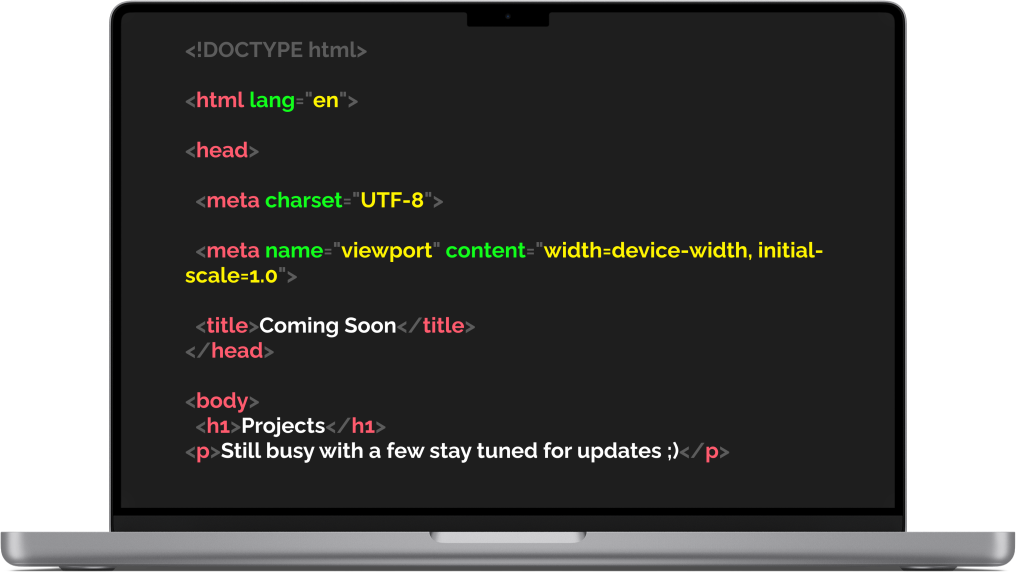 <!DOCTYPE html>
<html lang="en">
<head>
<meta charset="UTF-8">
<meta name="viewport" content="width=device-width, initial-
scale=1.0">
<title>Coming Soon</title>
</head>
<body>
<h1>Projects</h1>
<p>Still busy with a few stay tuned for updates ;)</p>